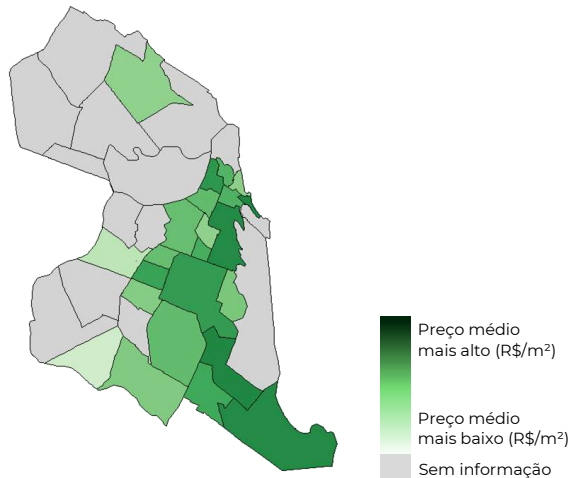 Preço médio
mais alto (R$/m²)
Preço médio
mais baixo (R$/m²)
Sem informação